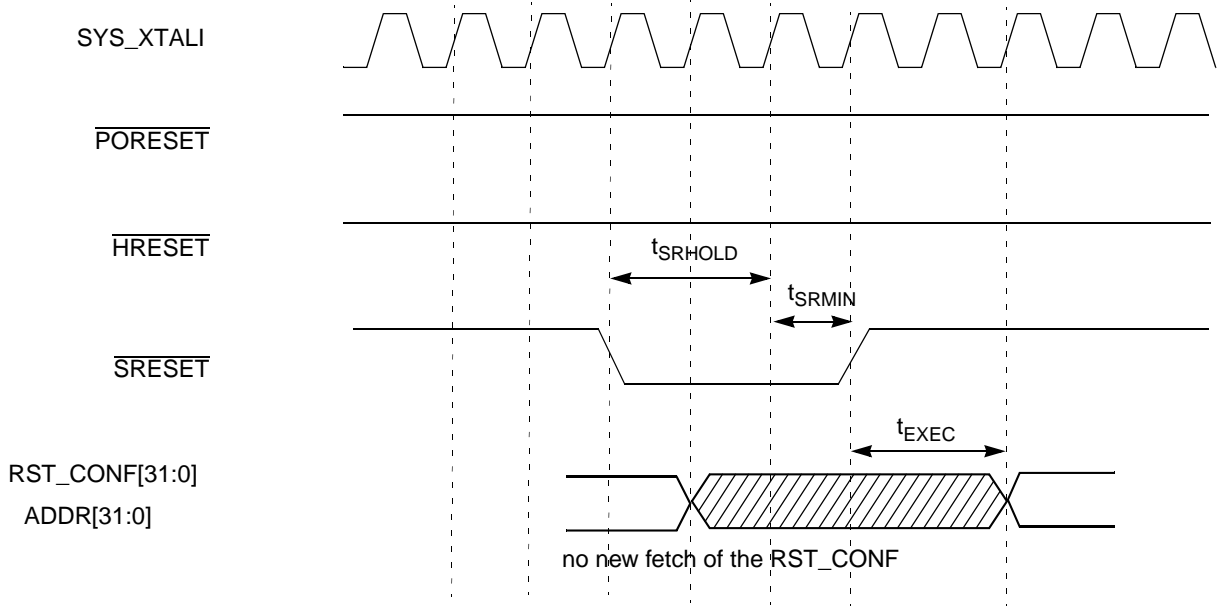 SYS_XTALI
PORESET
HRESET
tSRHOLD
tSRMIN
SRESET
tEXEC
RST_CONF[31:0]
ADDR[31:0]
no new fetch of the RST_CONF